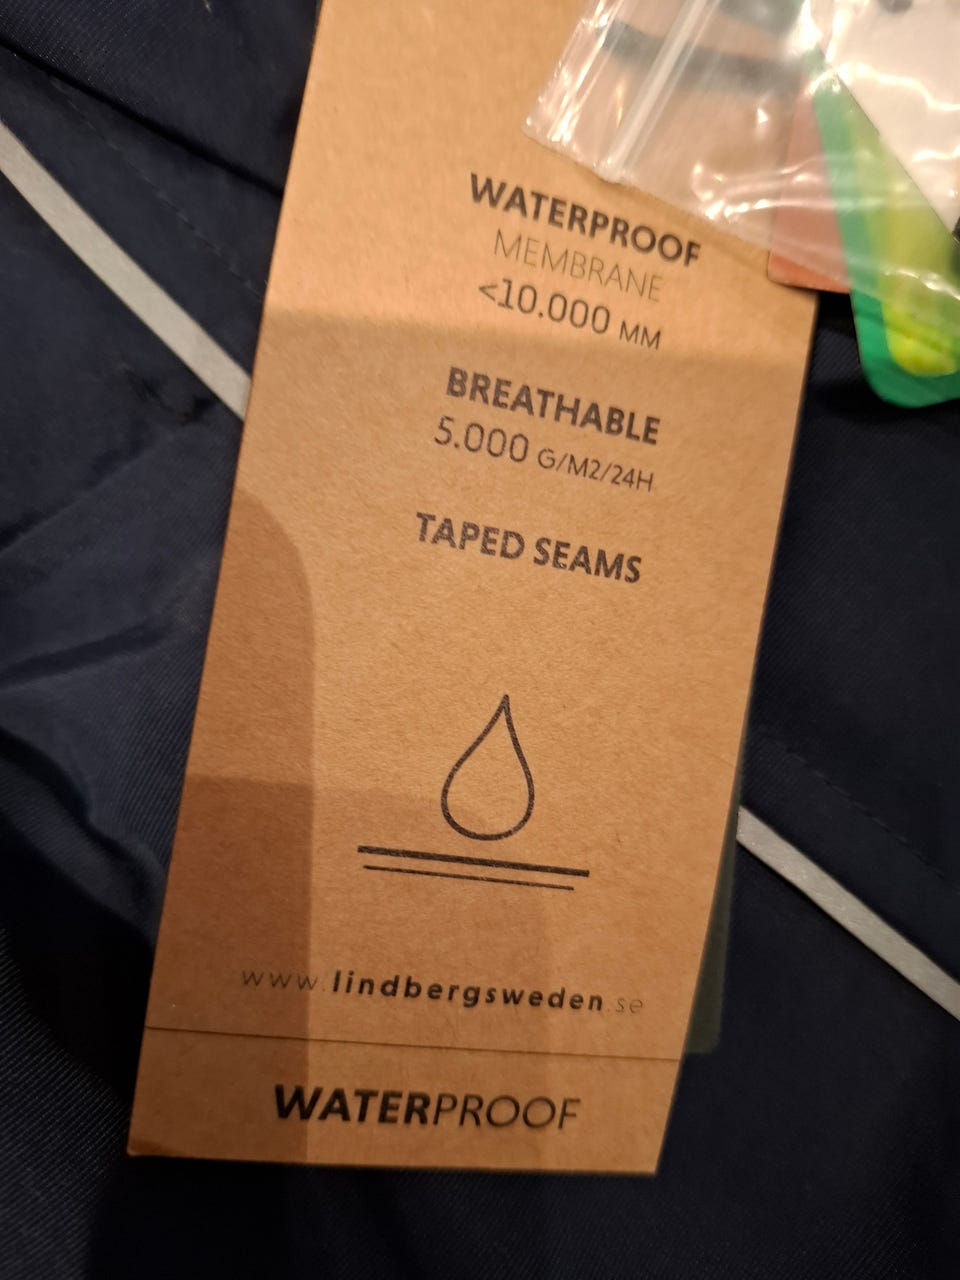 WATERPROOF
MEMBRANE
<10.000 MM
BREATHABLE
5.000 G/M2/24H
TAPED SEAMS
www.lindbergsweden.se
WATERPROOF